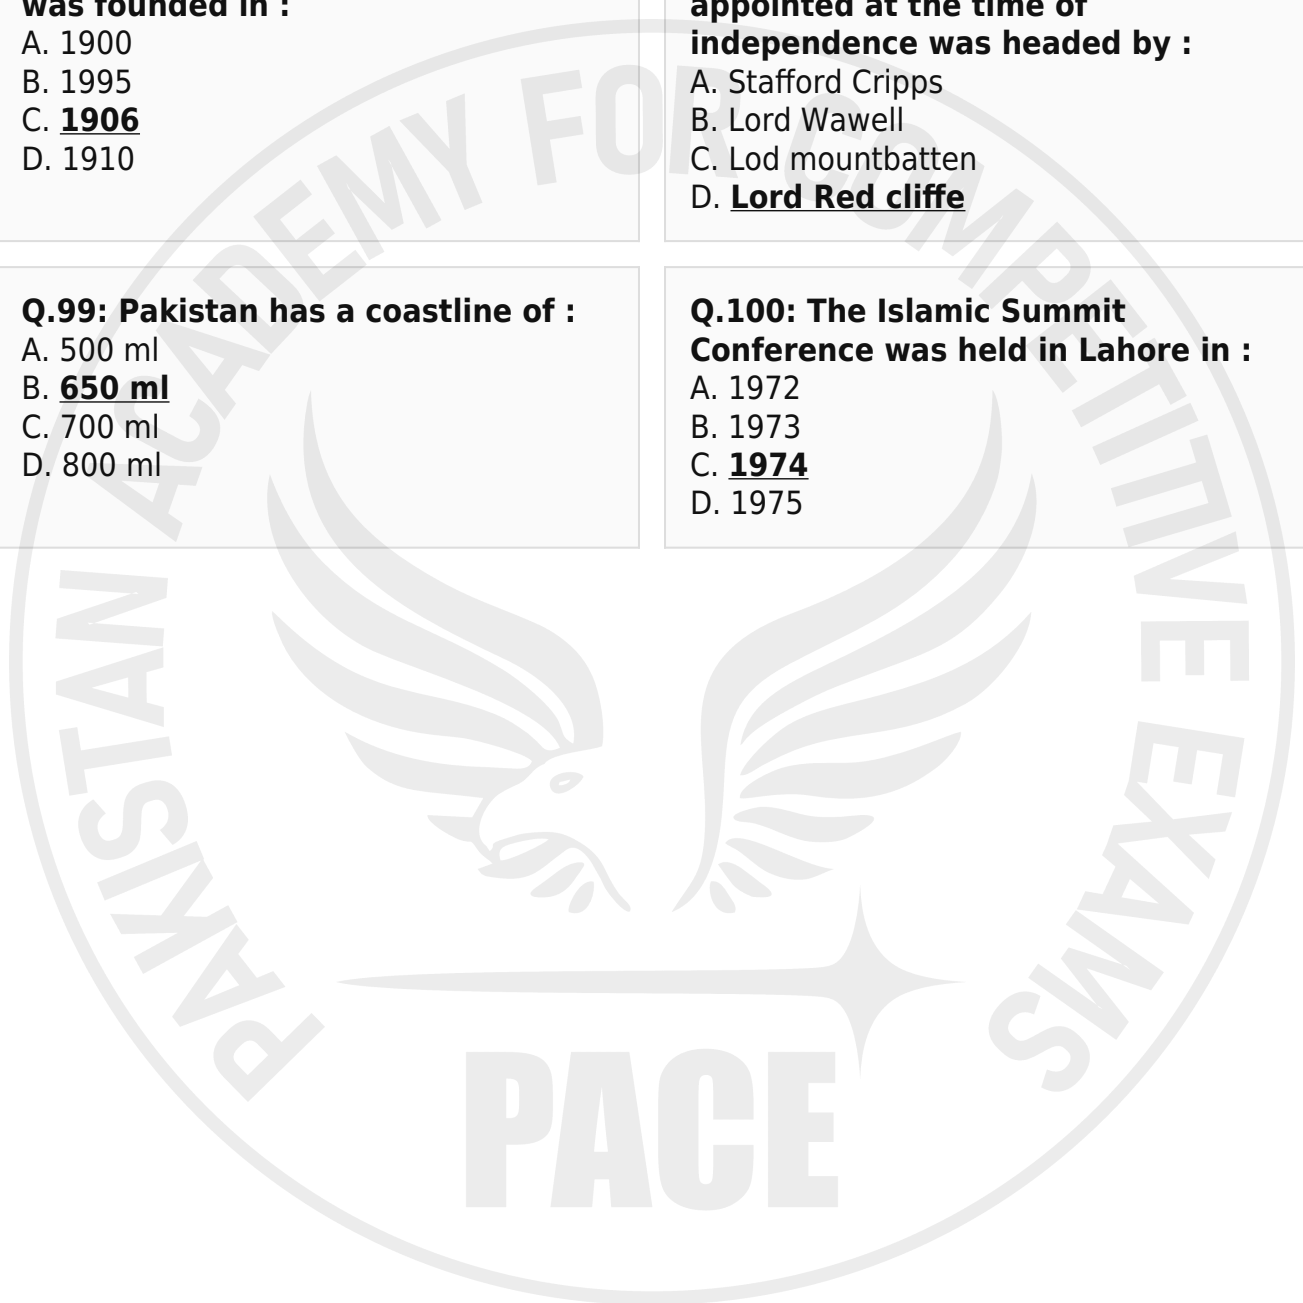 was founded in :
A. 1900
B. 1995
C. 1906
D. 1910
appointed at the time of
independence was headed by :
A. Stafford Cripps
B. Lord Wawell
C. Lod mountbatten
D. Lord Red cliffe
Q.99: Pakistan has a coastline of :
A. 500 ml
B. 650 ml
C. 700 ml
D. 800 ml
Q.100: The Islamic Summit
Conference was held in Lahore in :
A. 1972
B. 1973
C. 1974
D. 1975
PAKISTAN ACADEMY FOR COMPETITIVE EXAMS
PACE